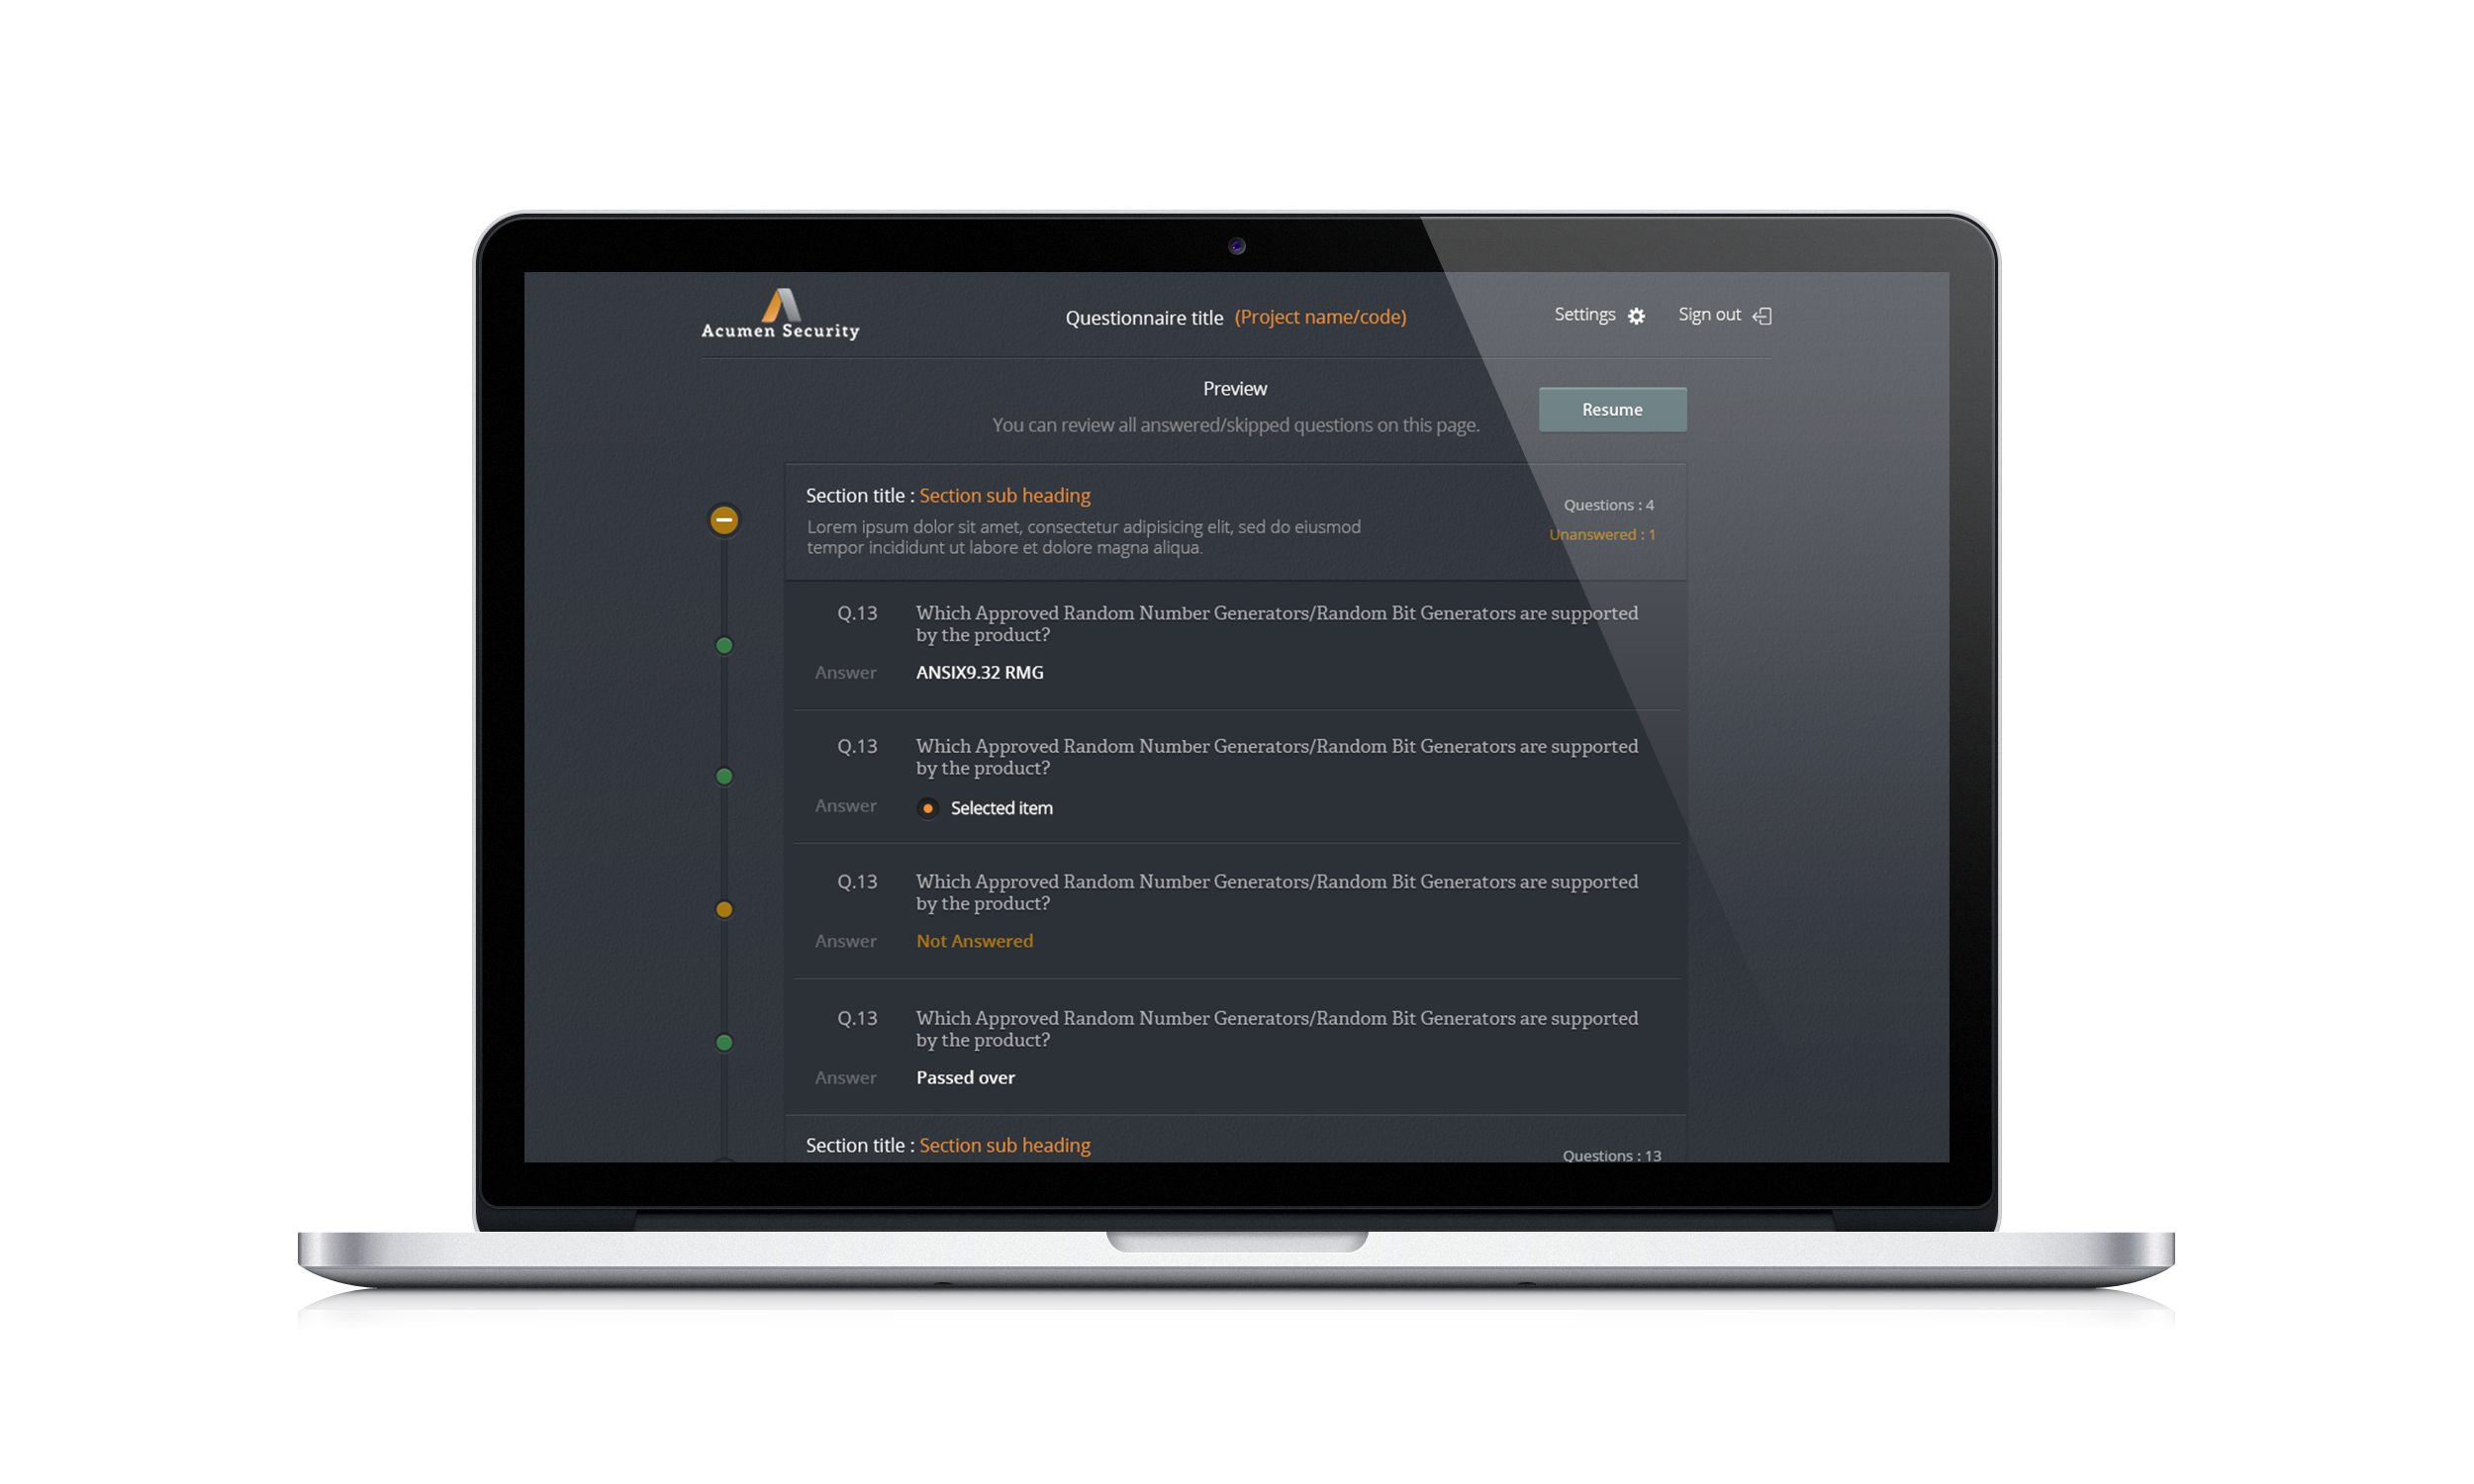 Acumen Security
Questionnaire title (Project name/code)
Settings
Sign out
Preview
You can review all answered/skipped questions on this page.
Resume
Section title : Section sub heading
Lorem ipsum dolor sit amet, consectetur adipisicing elit, sed do eiusmod
tempor incididunt ut labore et dolore magna aliqua.
Questions : 4
Unanswered : 1
Q.13 Which Approved Random Number Generators/Random Bit Generators are supported
by the product?
Answer ANSIX9.32 RMG
Q.13 Which Approved Random Number Generators/Random Bit Generators are supported
by the product?
Answer Selected item
Q.13 Which Approved Random Number Generators/Random Bit Generators are supported
by the product?
Answer Not Answered
Q.13 Which Approved Random Number Generators/Random Bit Generators are supported
by the product?
Answer Passed over
Section title : Section sub heading
Questions : 13